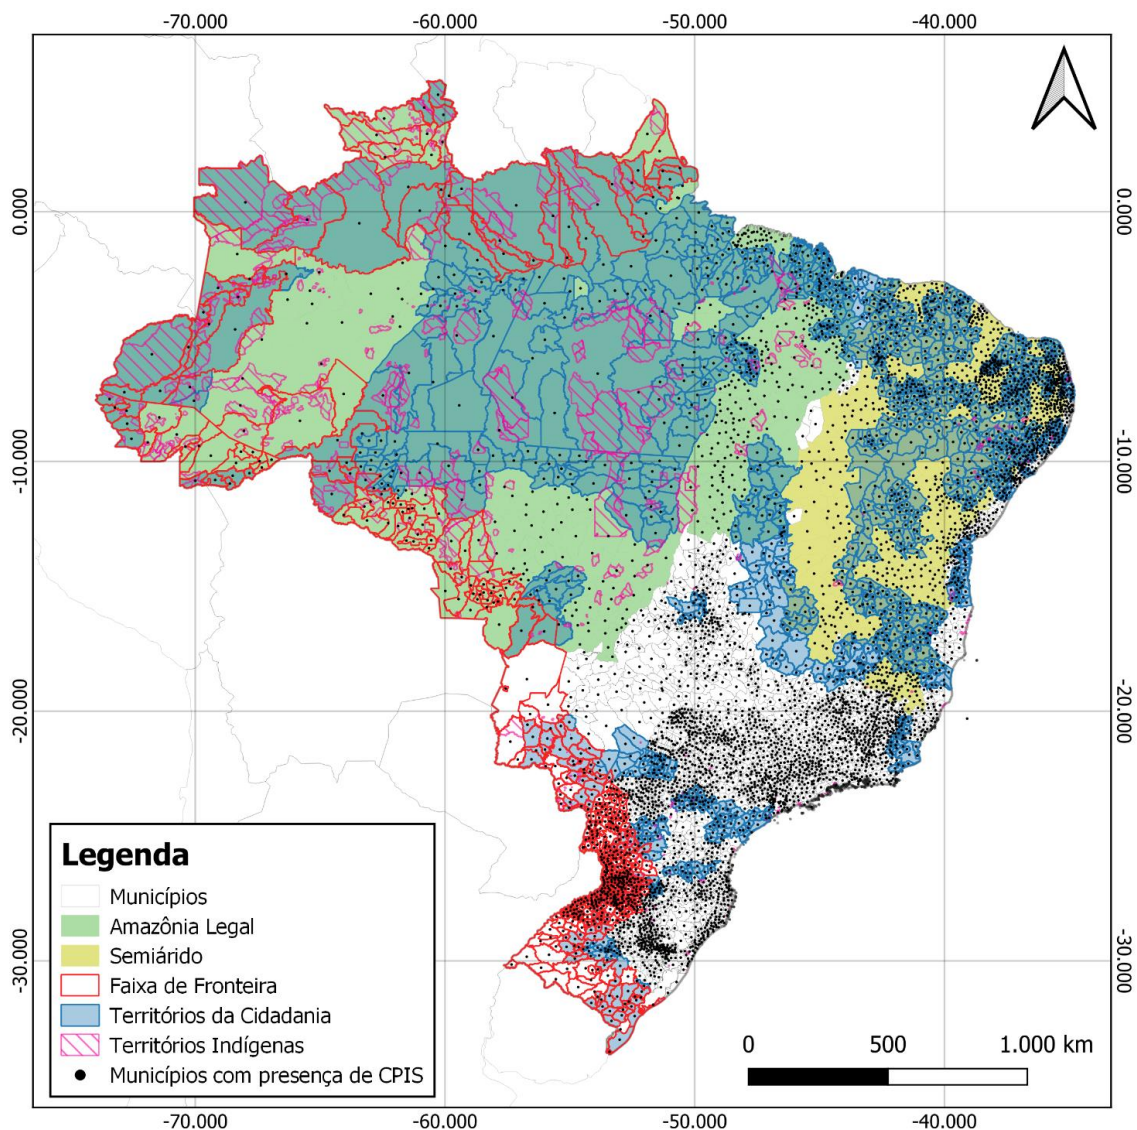 -70.000 -60.000 -50.000 -40.000
0.000 0.000
-10.000 -10.000
-20.000 -20.000
-30.000 -30.000
Legenda
Municípios
Amazônia Legal
Semiárido
Faixa de Fronteira
Territórios da Cidadania
Territórios Indígenas
Municípios com presença de CPIS
0 500 1.000 km
-70.000 -60.000 -50.000 -40.000